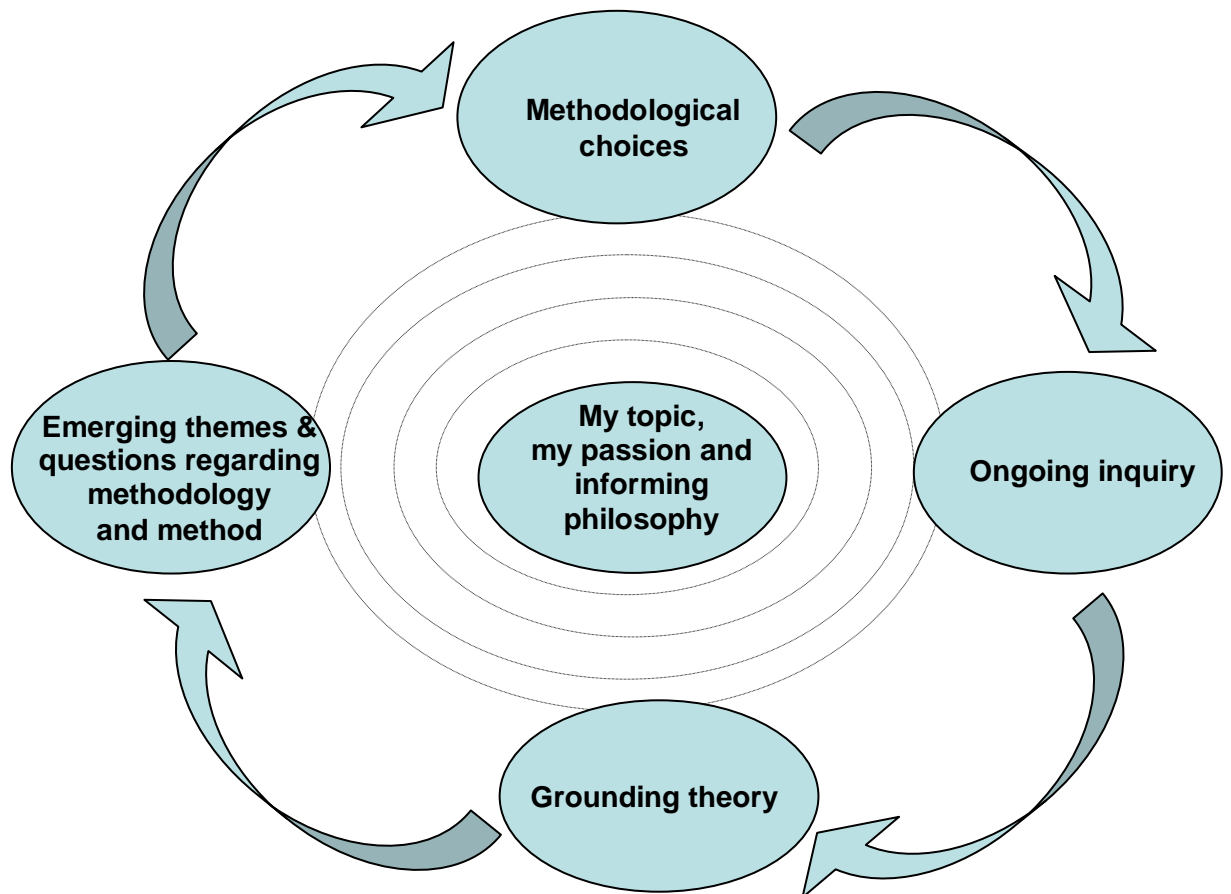 Methodological
choices
Emerging themes &
questions regarding
methodology
and method
My topic,
my passion and
informing
philosophy
Ongoing inquiry
Grounding theory